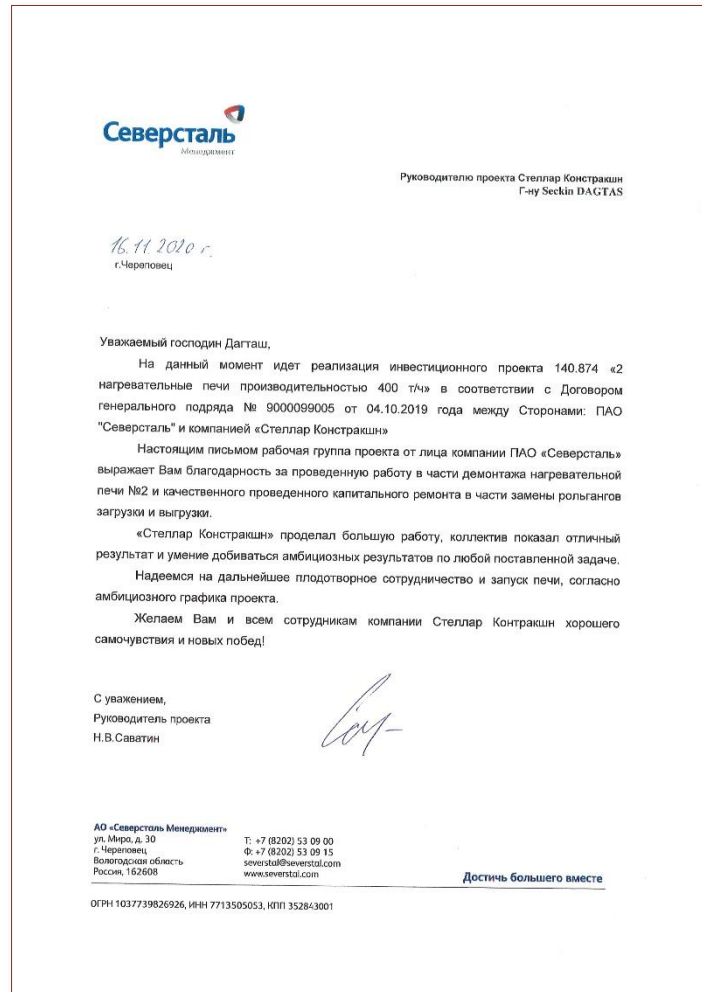 Северсталь
Менеджмент
Руководителю проекта Стеллар Констракшн
Г-ну Seckin DAGTAS
16.11.2020 г.
г.Череповец
Уважаемый господин Дагташ,
На данный момент идет реализация инвестиционного проекта 140.874 «2
нагревательные печи производительностью 400 т/ч» в соответствии с Договором
генерального подряда № 9000099005 от 04.10.2019 года между Сторонами: ПАО
"Северсталь" и компанией «Стеллар Констракшн»
Настоящим письмом рабочая группа проекта от лица компании ПАО «Северсталь»
выражает Вам благодарность за проведенную работу в части демонтажа нагревательной
печи №2 и качественного проведенного капитального ремонта в части замены рольгангов
загрузки и выгрузки.
«Стеллар Констракшн» проделал большую работу, коллектив показал отличный
результат и умение добиваться амбициозных результатов по любой поставленной задаче.
Надеемся на дальнейшее плодотворное сотрудничество и запуск печи, согласно
амбициозного графика проекта.
Желаем Вам и всем сотрудникам компании Стеллар Контракшн хорошего
самочувствия и новых побед!
С уважением,
Руководитель проекта
Н.В.Саватин
АО «Северсталь Менеджмент»
ул. Мира, д. 30
г. Череповец
Вологодская область
Россия, 162608
Т: +7 (8202) 53 09 00
Ф: +7 (8202) 53 09 15
severstal@severstal.com
www.severstal.com
Достичь большего вместе
ОГРН 1037739826926, ИНН 7713505053, КПП 352843001